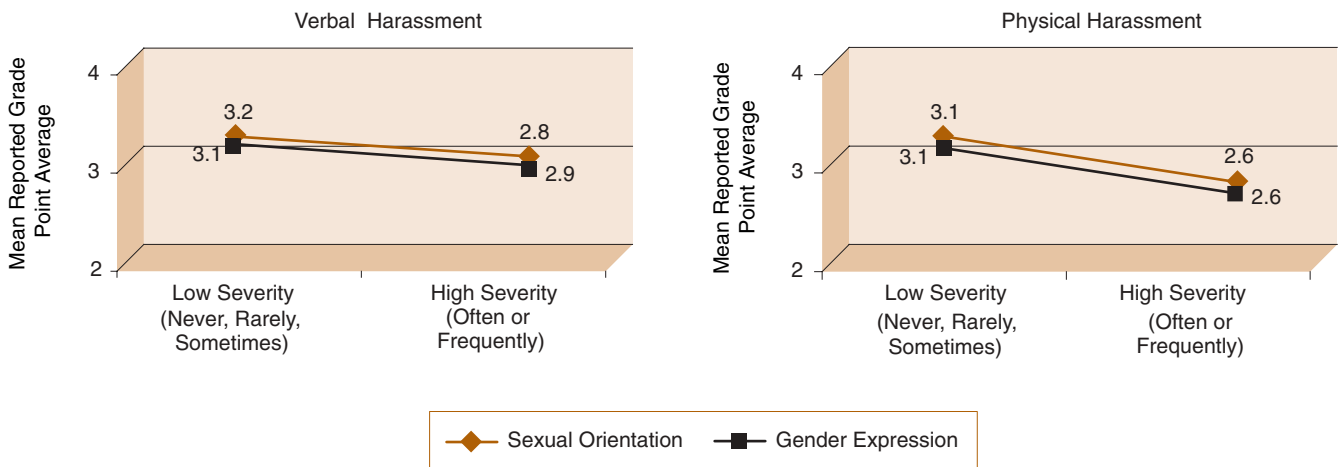 Verbal Harassment
Mean Reported Grade
Point Average
4
3
2
3.2
3.1
2.8
2.9
Low Severity
(Never, Rarely,
Sometimes)
High Severity
(Often or
Frequently)
Physical Harassment
Mean Reported Grade
Point Average
4
3
2
3.1
3.1
2.6
2.6
Low Severity
(Never, Rarely,
Sometimes)
High Severity
(Often or
Frequently)
Sexual Orientation
Gender Expression